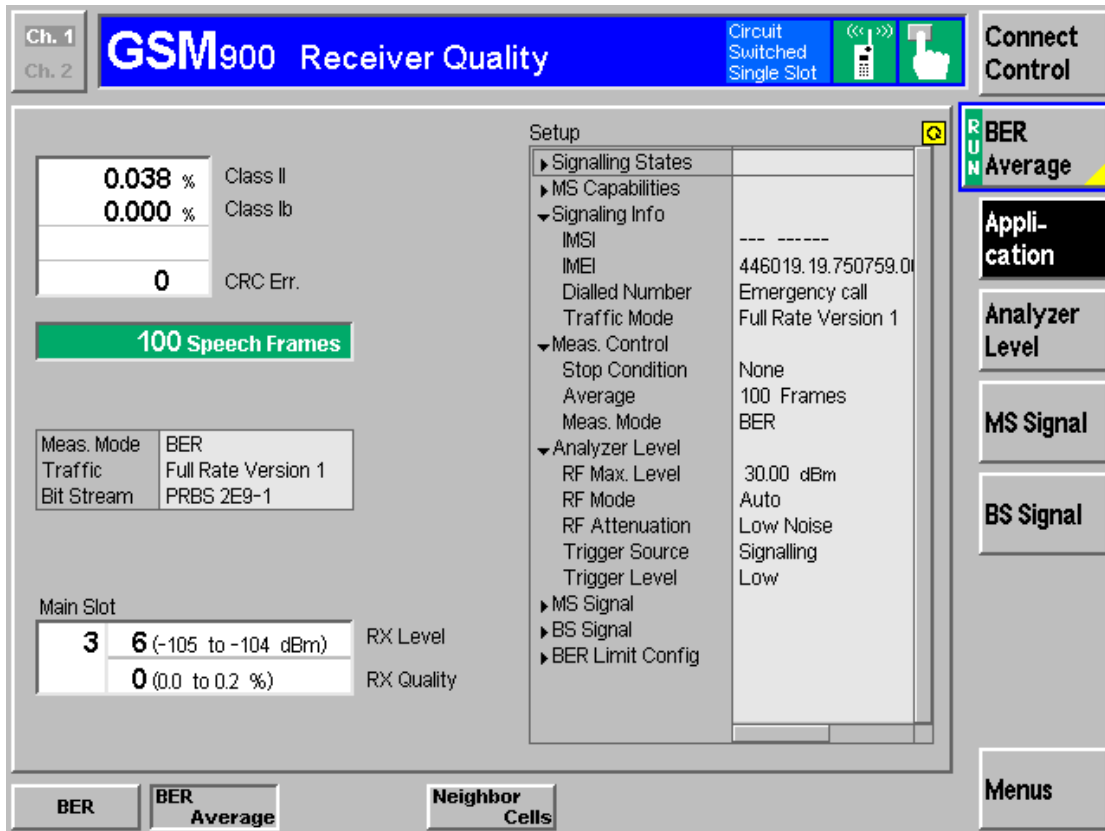 Ch. 1
Ch. 2
GSM900 Receiver Quality
Circuit
Switched
Single Slot
Connect
Control
0.038 % Class II
0.000 % Class Ib
0 CRC Err.
100 Speech Frames
Meas. Mode BER
Traffic Full Rate Version 1
Bit Stream PRBS 2E9-1
Main Slot
3 6 (-105 to -104 dBm) RX Level
0 (0.0 to 0.2 %) RX Quality
Setup
Signalling States
MS Capabilities
Signaling Info
IMSI --- ------
IMEI 446019.19.750759.0
Dialled Number Emergency call
Traffic Mode Full Rate Version 1
Meas. Control
Stop Condition None
Average 100 Frames
Meas. Mode BER
Analyzer Level
RF Max. Level 30.00 dBm
RF Mode Auto
RF Attenuation Low Noise
Trigger Source Signalling
Trigger Level Low
MS Signal
BS Signal
BER Limit Config
RUN
BER
Average
Appli-
cation
Analyzer
Level
MS Signal
BS Signal
Menus
BER
BER
Average
Neighbor
Cells